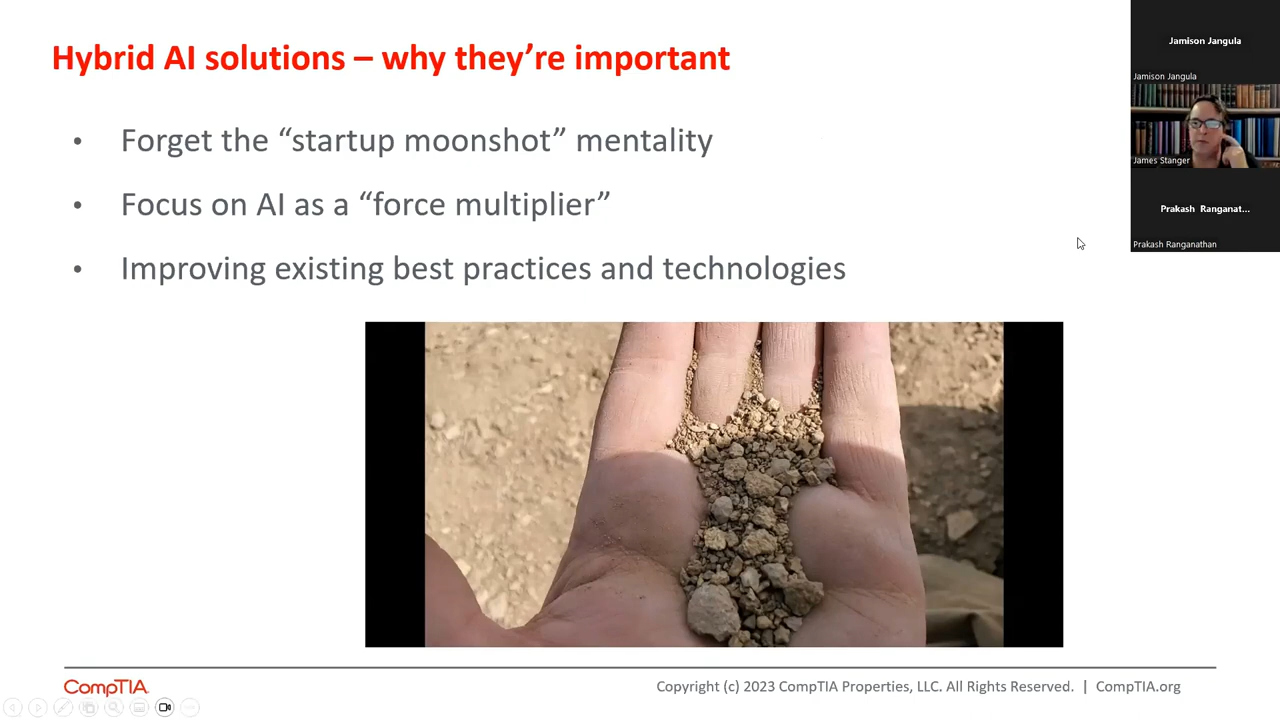 Hybrid AI solutions – why they’re important
• Forget the “startup moonshot” mentality
• Focus on AI as a “force multiplier”
• Improving existing best practices and technologies
Jamison Jangula
Jamison Jangula
James Stanger
Prakash Ranganat...
Prakash Ranganathan
CompTIA.
Copyright (c) 2023 CompTIA Properties, LLC. All Rights Reserved. | CompTIA.org